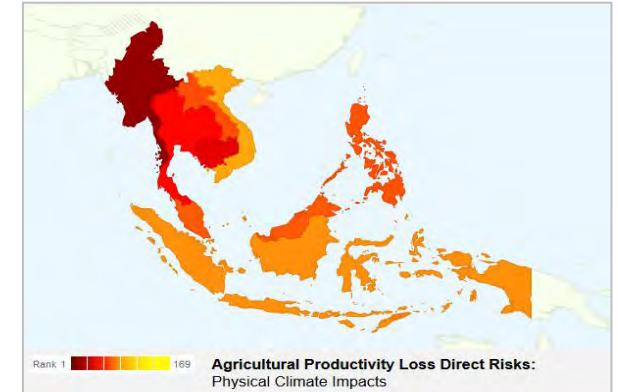 Rank 1 169
Agricultural Productivity Loss Direct Risks:
Physical Climate Impacts